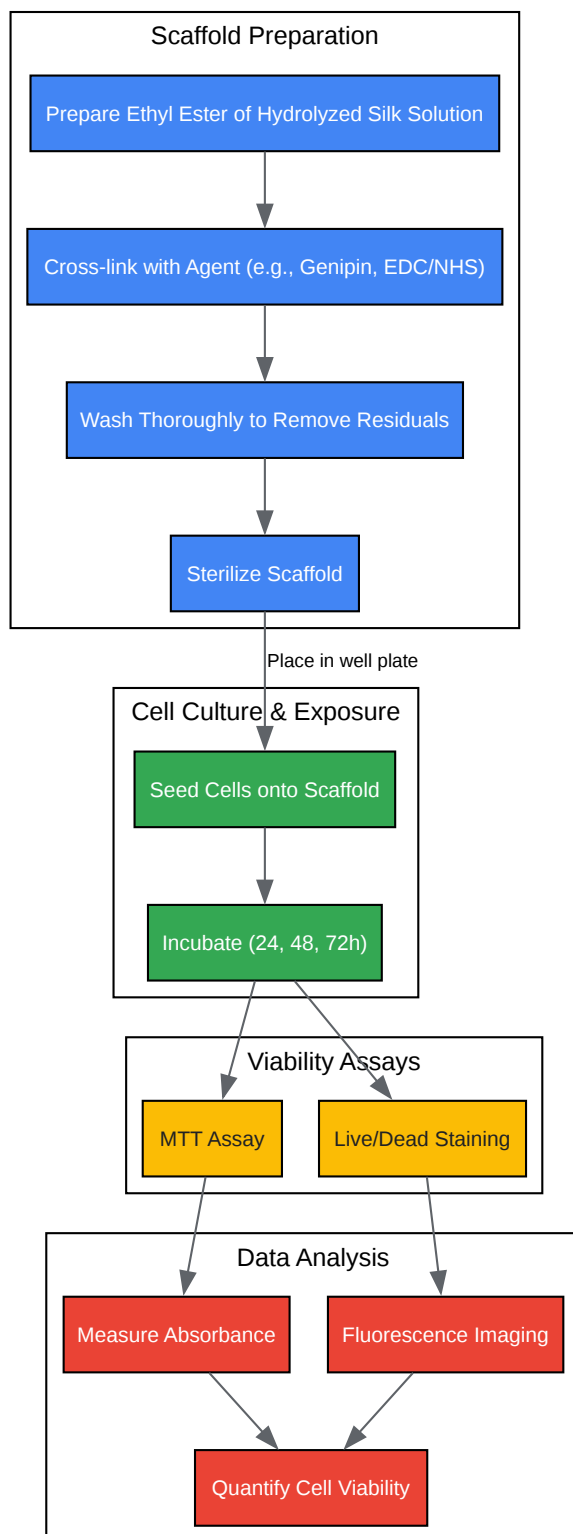 Scaffold Preparation
Prepare Ethyl Ester of Hydrolyzed Silk Solution
Cross-link with Agent (e.g., Genipin, EDC/NHS)
Wash Thoroughly to Remove Residuals
Sterilize Scaffold
Place in well plate
Cell Culture & Exposure
Seed Cells onto Scaffold
Incubate (24, 48, 72h)
Viability Assays
MTT Assay
Live/Dead Staining
Data Analysis
Measure Absorbance
Fluorescence Imaging
Quantify Cell Viability